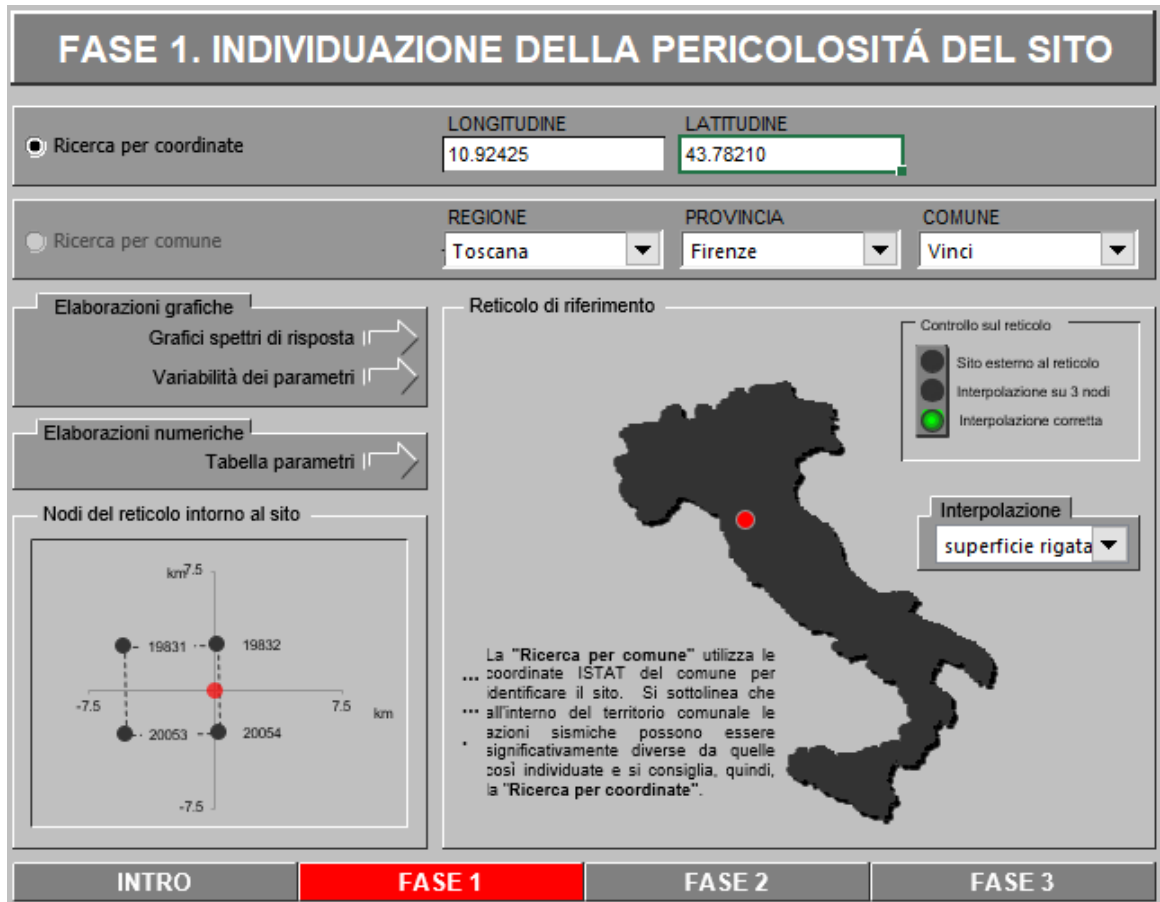 FASE 1. INDIVIDUAZIONE DELLA PERICOLOSITÁ DEL SITO
LONGITUDINE LATITUDINE
Ricerca per coordinate 10.92425 43.78210
REGIONE PROVINCIA COMUNE
Ricerca per comune Toscana Firenze Vinci
Elaborazioni grafiche
Grafici spettri di risposta
Variabilità dei parametri
Elaborazioni numeriche
Tabella parametri
Nodi del reticolo intorno al sito
km 7.5
19831 19832
-7.5 7.5 km
20053 20054
-7.5
Reticolo di riferimento
Controllo sul reticolo
Sito esterno al reticolo
Interpolazione su 3 nodi
Interpolazione corretta
Interpolazione
superficie rigata
La "Ricerca per comune" utilizza le
... coordinate ISTAT del comune per
identificare il sito. Si sottolinea che
... all'interno del territorio comunale le
azioni sismiche possono essere
. significativamente diverse da quelle
così individuate e si consiglia, quindi,
la "Ricerca per coordinate".
INTRO FASE 1 FASE 2 FASE 3